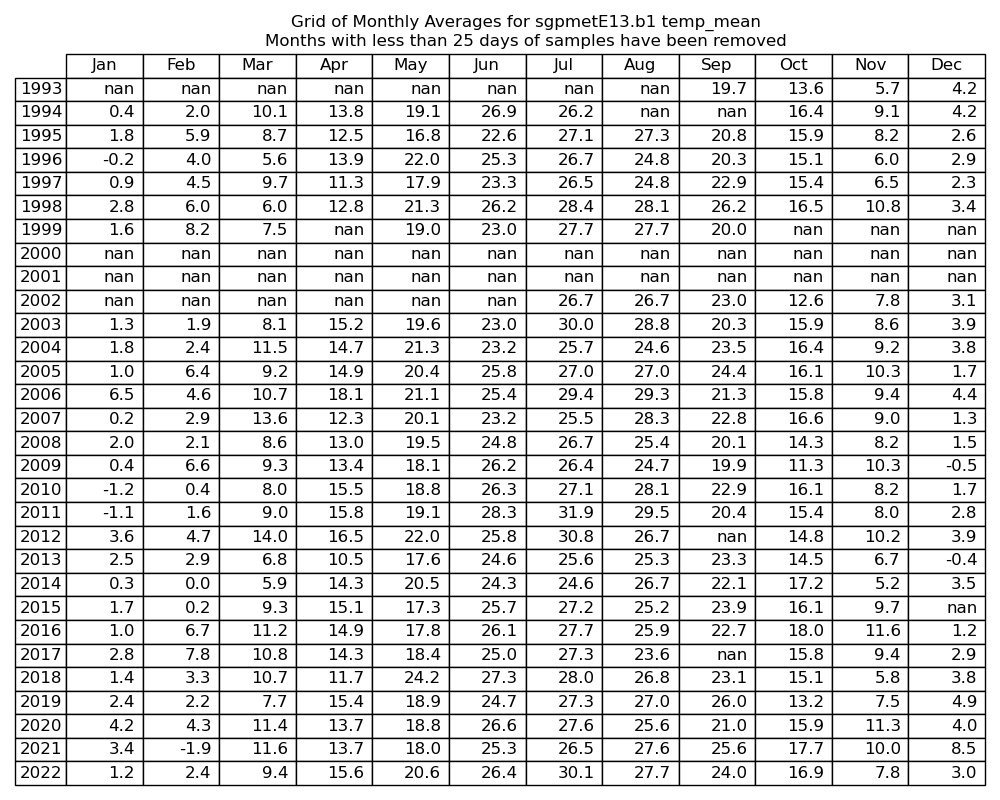 Grid of Monthly Averages for sgpmetE13.b1 temp_mean
Months with less than 25 days of samples have been removed
Jan Feb Mar Apr May Jun Jul Aug Sep Oct Nov Dec
1993 nan nan nan nan nan nan nan nan 19.7 13.6 5.7 4.2
1994 0.4 2.0 10.1 13.8 19.1 26.9 26.2 nan nan 16.4 9.1 4.2
1995 1.8 5.9 8.7 12.5 16.8 22.6 27.1 27.3 20.8 15.9 8.2 2.6
1996 -0.2 4.0 5.6 13.9 22.0 25.3 26.7 24.8 20.3 15.1 6.0 2.9
1997 0.9 4.5 9.7 11.3 17.9 23.3 26.5 24.8 22.9 15.4 6.5 2.3
1998 2.8 6.0 6.0 12.8 21.3 26.2 28.4 28.1 26.2 16.5 10.8 3.4
1999 1.6 8.2 7.5 nan 19.0 23.0 27.7 27.7 20.0 nan nan nan
2000 nan nan nan nan nan nan nan nan nan nan nan nan
2001 nan nan nan nan nan nan nan nan nan nan nan nan
2002 nan nan nan nan nan nan 26.7 26.7 23.0 12.6 7.8 3.1
2003 1.3 1.9 8.1 15.2 19.6 23.0 30.0 28.8 20.3 15.9 8.6 3.9
2004 1.8 2.4 11.5 14.7 21.3 23.2 25.7 24.6 23.5 16.4 9.2 3.8
2005 1.0 6.4 9.2 14.9 20.4 25.8 27.0 27.0 24.4 16.1 10.3 1.7
2006 6.5 4.6 10.7 18.1 21.1 25.4 29.4 29.3 21.3 15.8 9.4 4.4
2007 0.2 2.9 13.6 12.3 20.1 23.2 25.5 28.3 22.8 16.6 9.0 1.3
2008 2.0 2.1 8.6 13.0 19.5 24.8 26.7 25.4 20.1 14.3 8.2 1.5
2009 0.4 6.6 9.3 13.4 18.1 26.2 26.4 24.7 19.9 11.3 10.3 -0.5
2010 -1.2 0.4 8.0 15.5 18.8 26.3 27.1 28.1 22.9 16.1 8.2 1.7
2011 -1.1 1.6 9.0 15.8 19.1 28.3 31.9 29.5 20.4 15.4 8.0 2.8
2012 3.6 4.7 14.0 16.5 22.0 25.8 30.8 26.7 nan 14.8 10.2 3.9
2013 2.5 2.9 6.8 10.5 17.6 24.6 25.6 25.3 23.3 14.5 6.7 -0.4
2014 0.3 0.0 5.9 14.3 20.5 24.3 24.6 26.7 22.1 17.2 5.2 3.5
2015 1.7 0.2 9.3 15.1 17.3 25.7 27.2 25.2 23.9 16.1 9.7 nan
2016 1.0 6.7 11.2 14.9 17.8 26.1 27.7 25.9 22.7 18.0 11.6 1.2
2017 2.8 7.8 10.8 14.3 18.4 25.0 27.3 23.6 nan 15.8 9.4 2.9
2018 1.4 3.3 10.7 11.7 24.2 27.3 28.0 26.8 23.1 15.1 5.8 3.8
2019 2.4 2.2 7.7 15.4 18.9 24.7 27.3 27.0 26.0 13.2 7.5 4.9
2020 4.2 4.3 11.4 13.7 18.8 26.6 27.6 25.6 21.0 15.9 11.3 4.0
2021 3.4 -1.9 11.6 13.7 18.0 25.3 26.5 27.6 25.6 17.7 10.0 8.5
2022 1.2 2.4 9.4 15.6 20.6 26.4 30.1 27.7 24.0 16.9 7.8 3.0